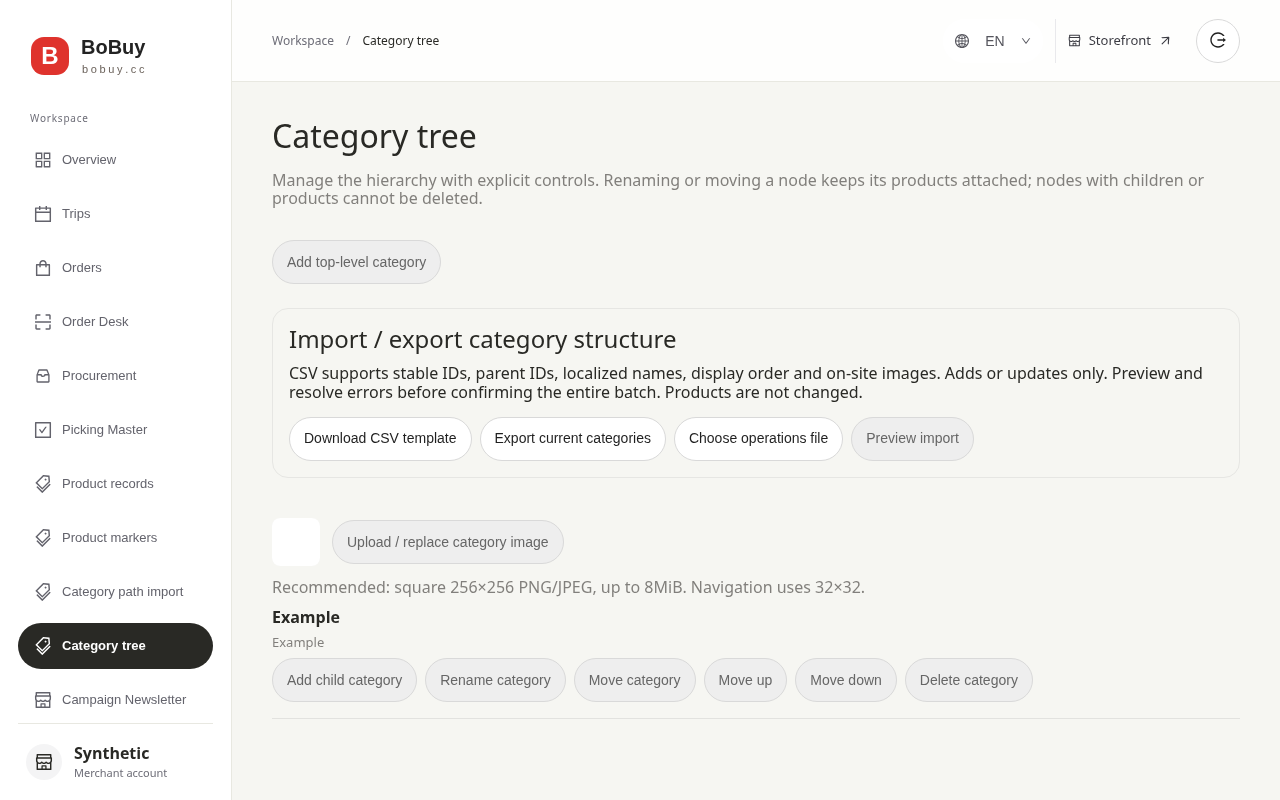 B
BoBuy
bobuy.cc
Workspace
Overview
Trips
Orders
Order Desk
Procurement
Picking Master
Product records
Product markers
Category path import
Category tree
Campaign Newsletter
Synthetic
Merchant account
Workspace / Category tree
EN
Storefront
Category tree
Manage the hierarchy with explicit controls. Renaming or moving a node keeps its products attached; nodes with children or
products cannot be deleted.
Add top-level category
Import / export category structure
CSV supports stable IDs, parent IDs, localized names, display order and on-site images. Adds or updates only. Preview and
resolve errors before confirming the entire batch. Products are not changed.
Download CSV template Export current categories Choose operations file Preview import
Upload / replace category image
Recommended: square 256×256 PNG/JPEG, up to 8MiB. Navigation uses 32×32.
Example
Example
Add child category Rename category Move category Move up Move down Delete category